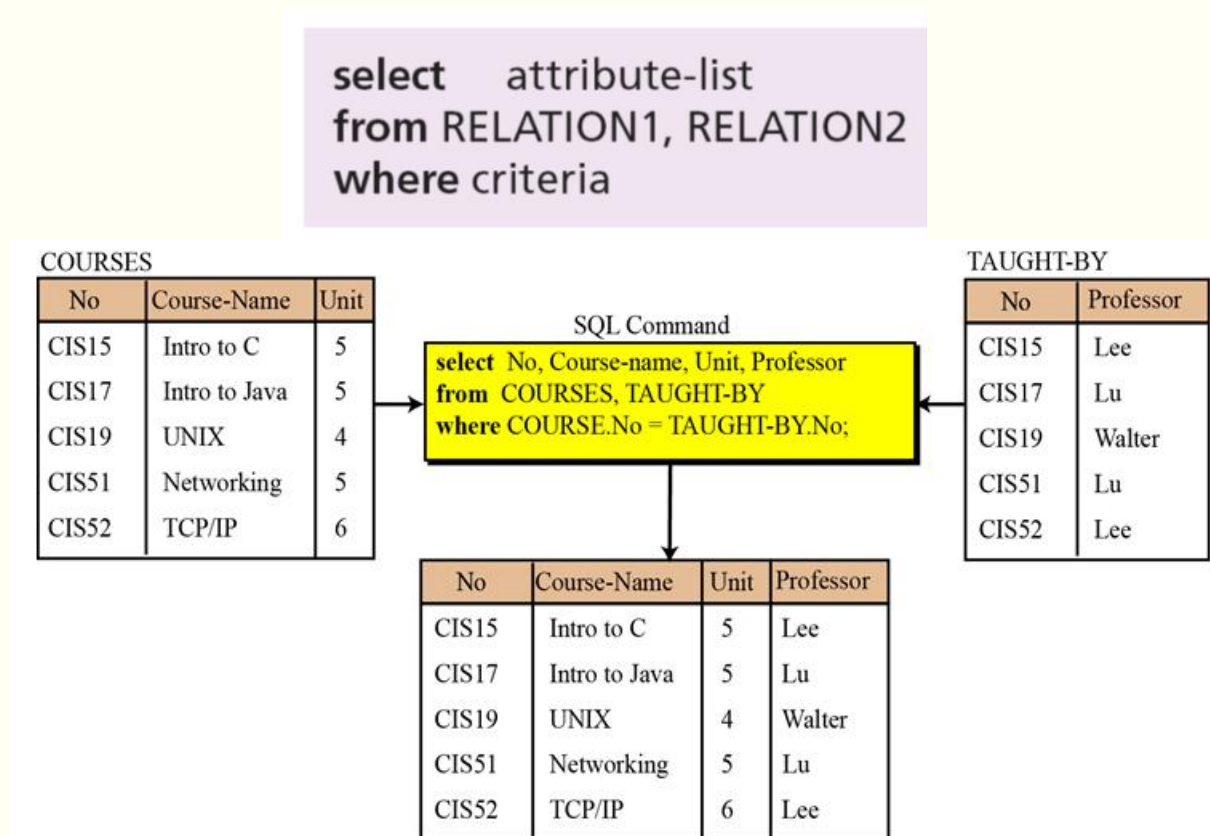 select attribute-list
from RELATION1, RELATION2
where criteria
COURSES
No Course-Name Unit
CIS15 Intro to C 5
CIS17 Intro to Java 5
CIS19 UNIX 4
CIS51 Networking 5
CIS52 TCP/IP 6
SQL Command
select No, Course-name, Unit, Professor
from COURSES, TAUGHT-BY
where COURSE.No = TAUGHT-BY.No;
TAUGHT-BY
No Professor
CIS15 Lee
CIS17 Lu
CIS19 Walter
CIS51 Lu
CIS52 Lee
No Course-Name Unit Professor
CIS15 Intro to C 5 Lee
CIS17 Intro to Java 5 Lu
CIS19 UNIX 4 Walter
CIS51 Networking 5 Lu
CIS52 TCP/IP 6 Lee